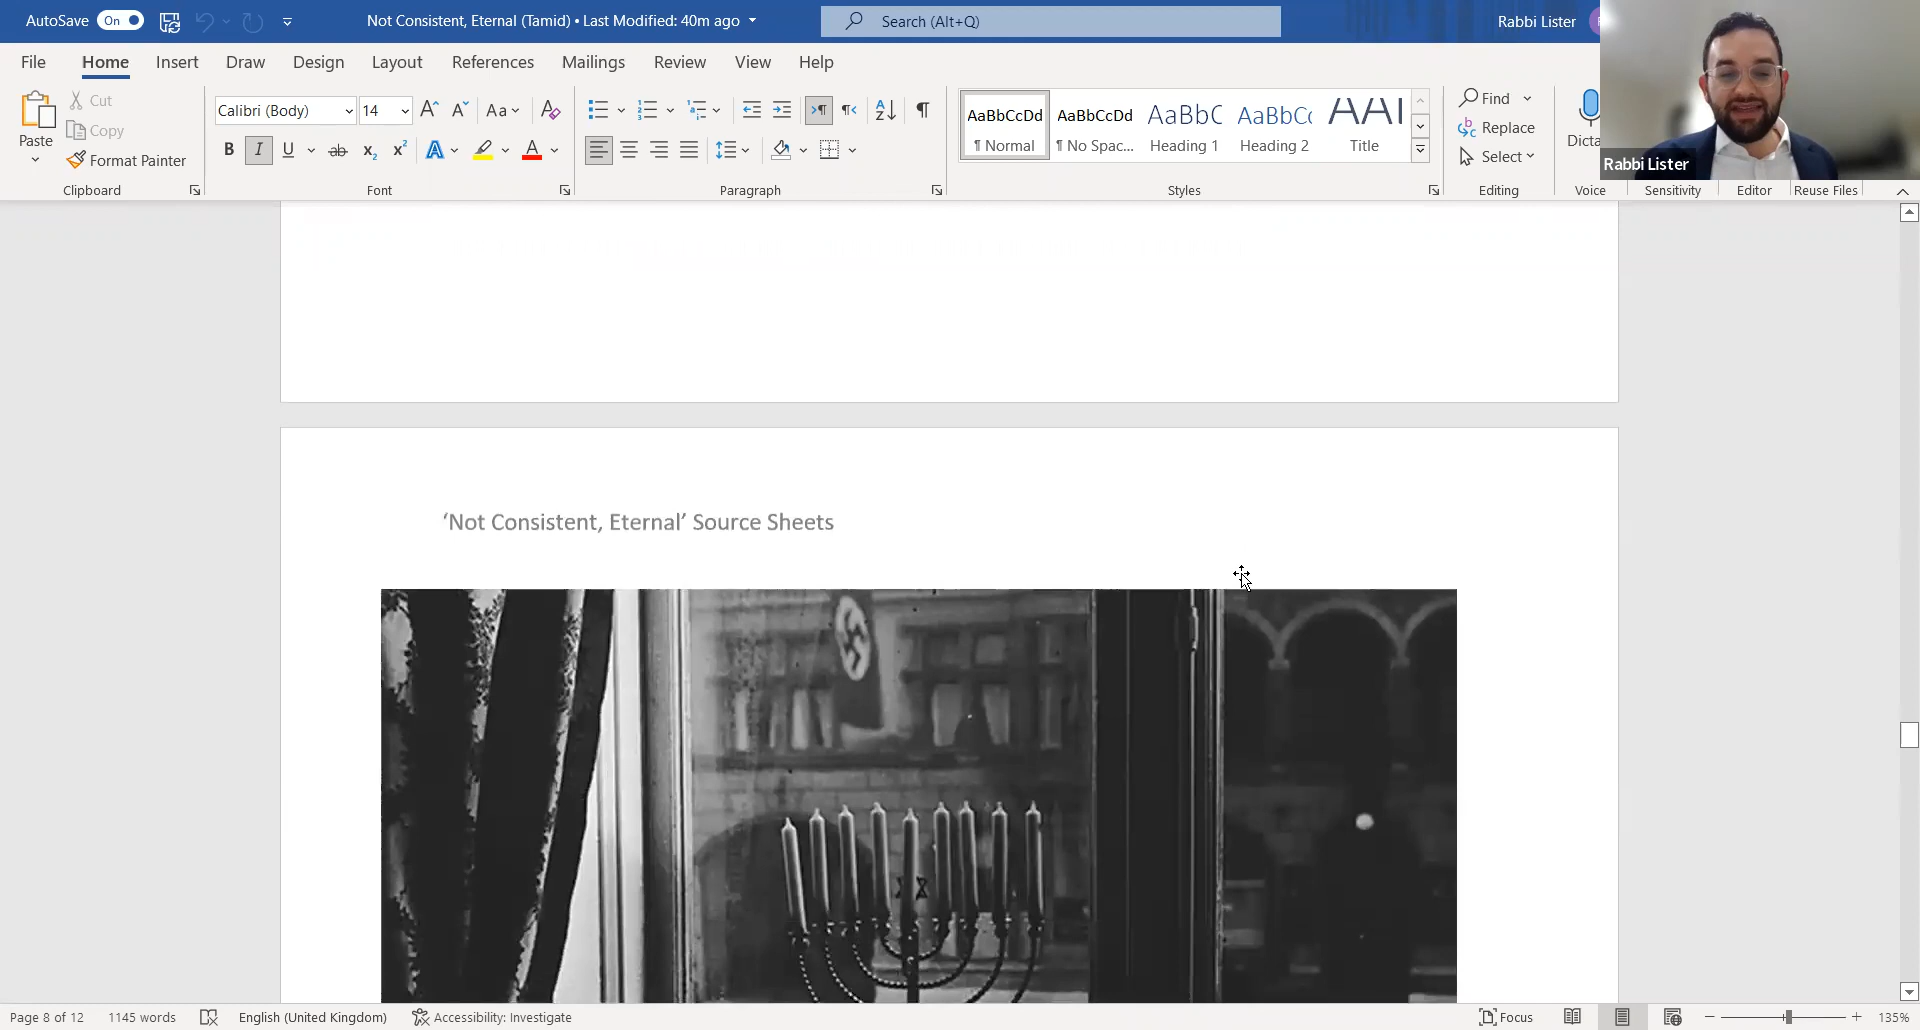 AutoSave On Not Consistent, Eternal (Tamid) • Last Modified: 40m ago Search (Alt+Q) Rabbi Lister
File Home Insert Draw Design Layout References Mailings Review View Help
Paste
Cut
Copy
Format Painter
Clipboard
Calibri (Body) 14
Font
Paragraph
AaBbCcDd AaBbCcDd AaBbC AaBbCc AAI
¶ Normal ¶ No Spac... Heading 1 Heading 2 Title
Styles
Find
Replace
Select
Editing
Dicta
Voice
Sensitivity
Editor
Reuse Files
Rabbi Lister
‘Not Consistent, Eternal’ Source Sheets
Page 8 of 12 1145 words English (United Kingdom) Accessibility: Investigate Focus 135%